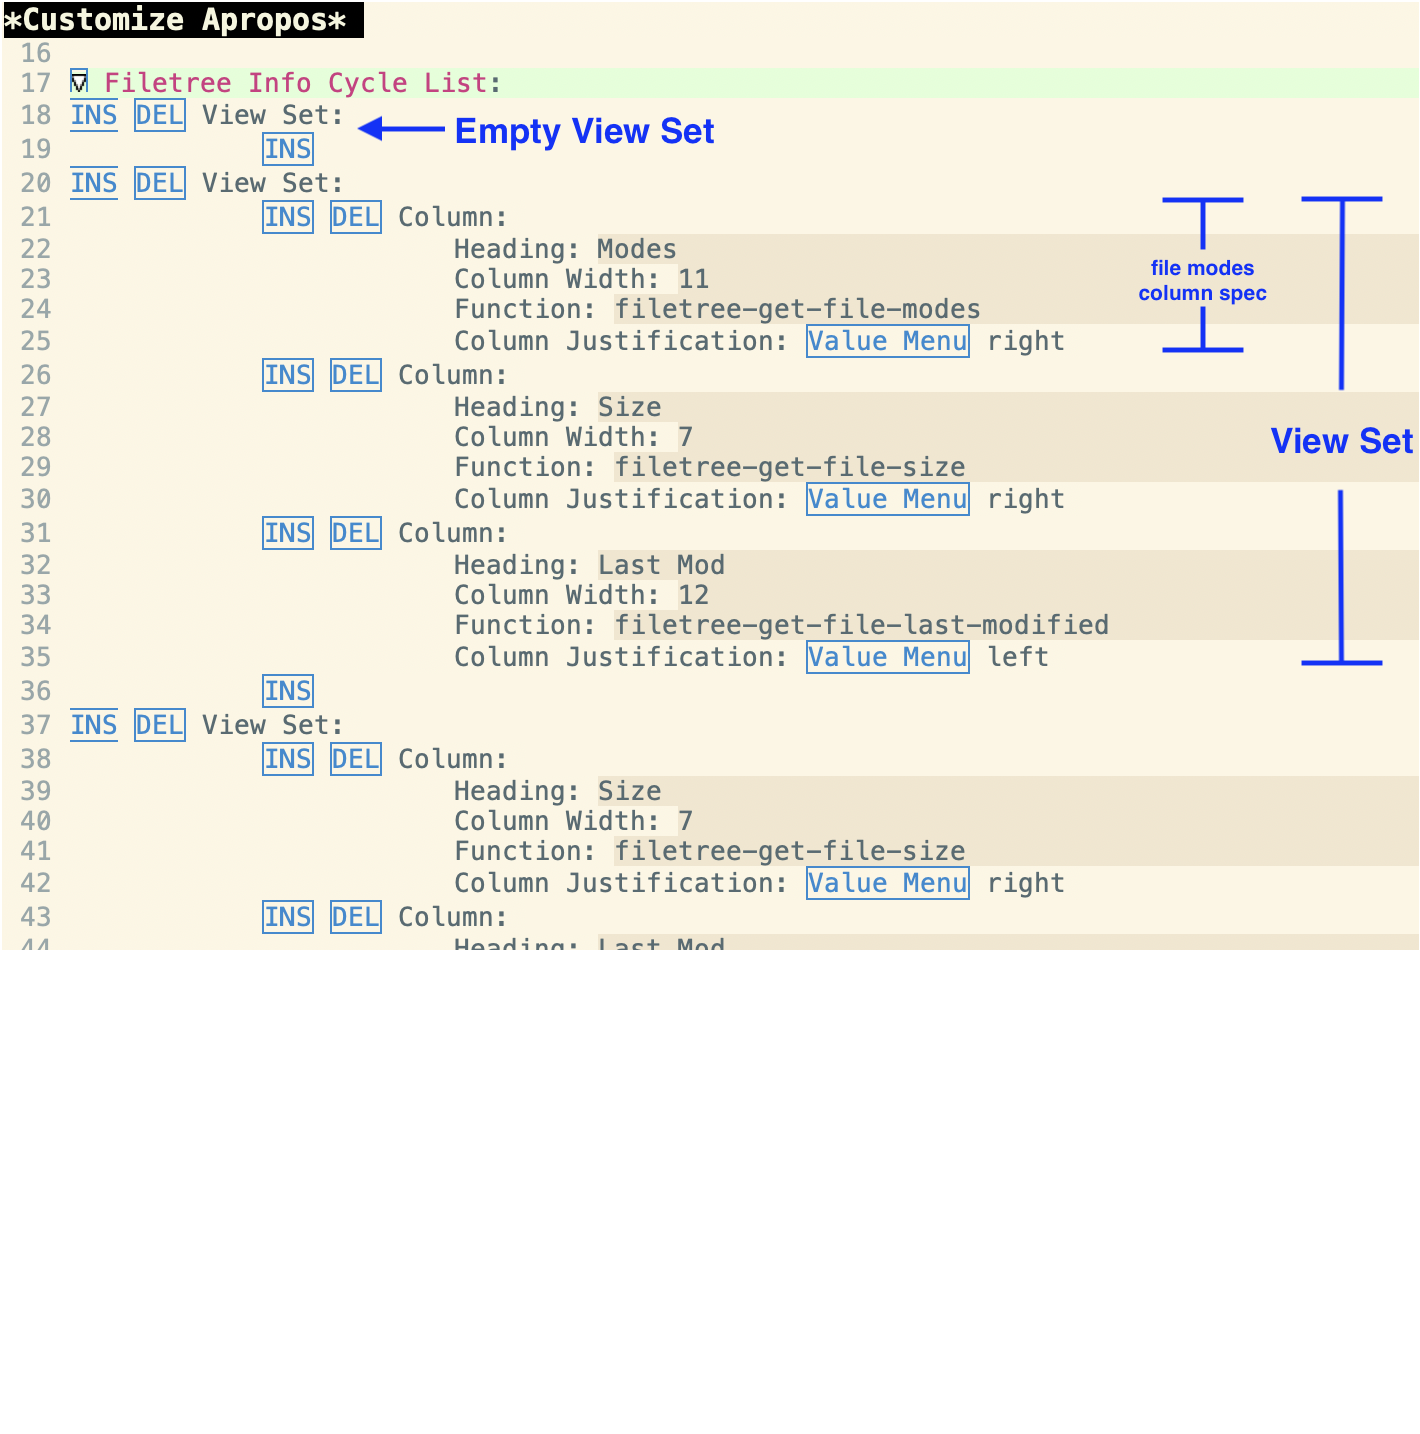 *Customize Apropos*
16
17 Filetree Info Cycle List:
18 INS DEL View Set:
Empty View Set
19 INS
20 INS DEL View Set:
21 INS DEL Column:
22 Heading: Modes
file modes
23 Column Width: 11
column spec
24 Function: filetree-get-file-modes
25 Column Justification: Value Menu right
26 INS DEL Column:
27 Heading: Size
28 Column Width: 7
View Set
29 Function: filetree-get-file-size
30 Column Justification: Value Menu right
31 INS DEL Column:
32 Heading: Last Mod
33 Column Width: 12
34 Function: filetree-get-file-last-modified
35 Column Justification: Value Menu left
36 INS
37 INS DEL View Set:
38 INS DEL Column:
39 Heading: Size
40 Column Width: 7
41 Function: filetree-get-file-size
42 Column Justification: Value Menu right
43 INS DEL Column:
44 Heading: Last Mod